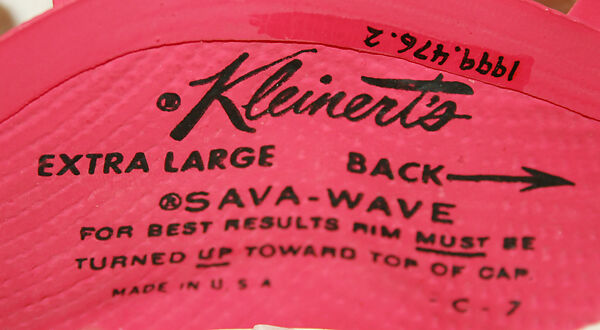 1999.476.2
®Kleinert's
EXTRA LARGE BACK →
®SAVA-WAVE
FOR BEST RESULTS RIM MUST BE
TURNED UP TOWARD TOP OF CAP.
MADE IN U.S.A - C - 7